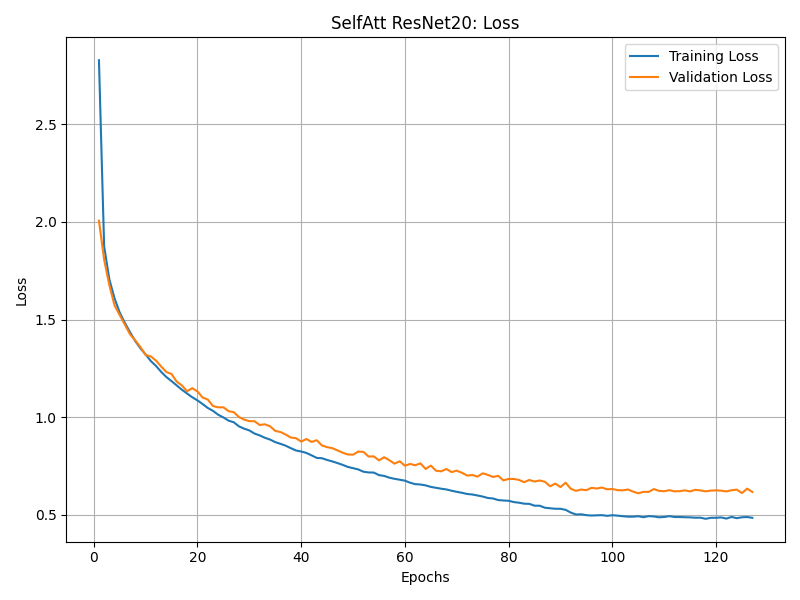 SelfAtt ResNet20: Loss
Training Loss
Validation Loss
2.5
2.0
1.5
1.0
0.5
Loss
0 20 40 60 80 100 120
Epochs